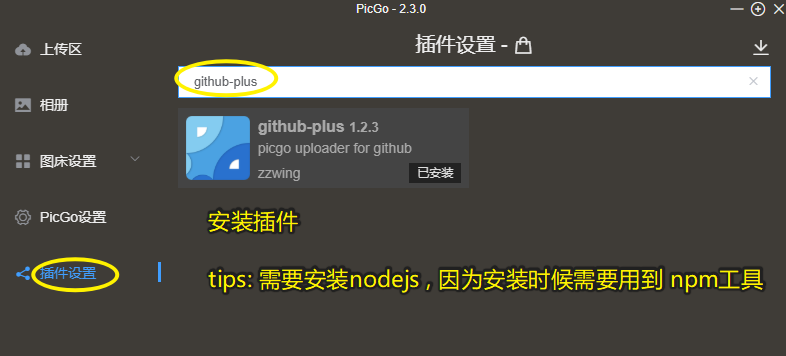 PicGo - 2.3.0
上传区
相册
图床设置
PicGo设置
插件设置
插件设置 -
github-plus
github-plus 1.2.3
picgo uploader for github
zzwing
已安装
安装插件
tips: 需要安装nodejs , 因为安装时候需要用到 npm工具